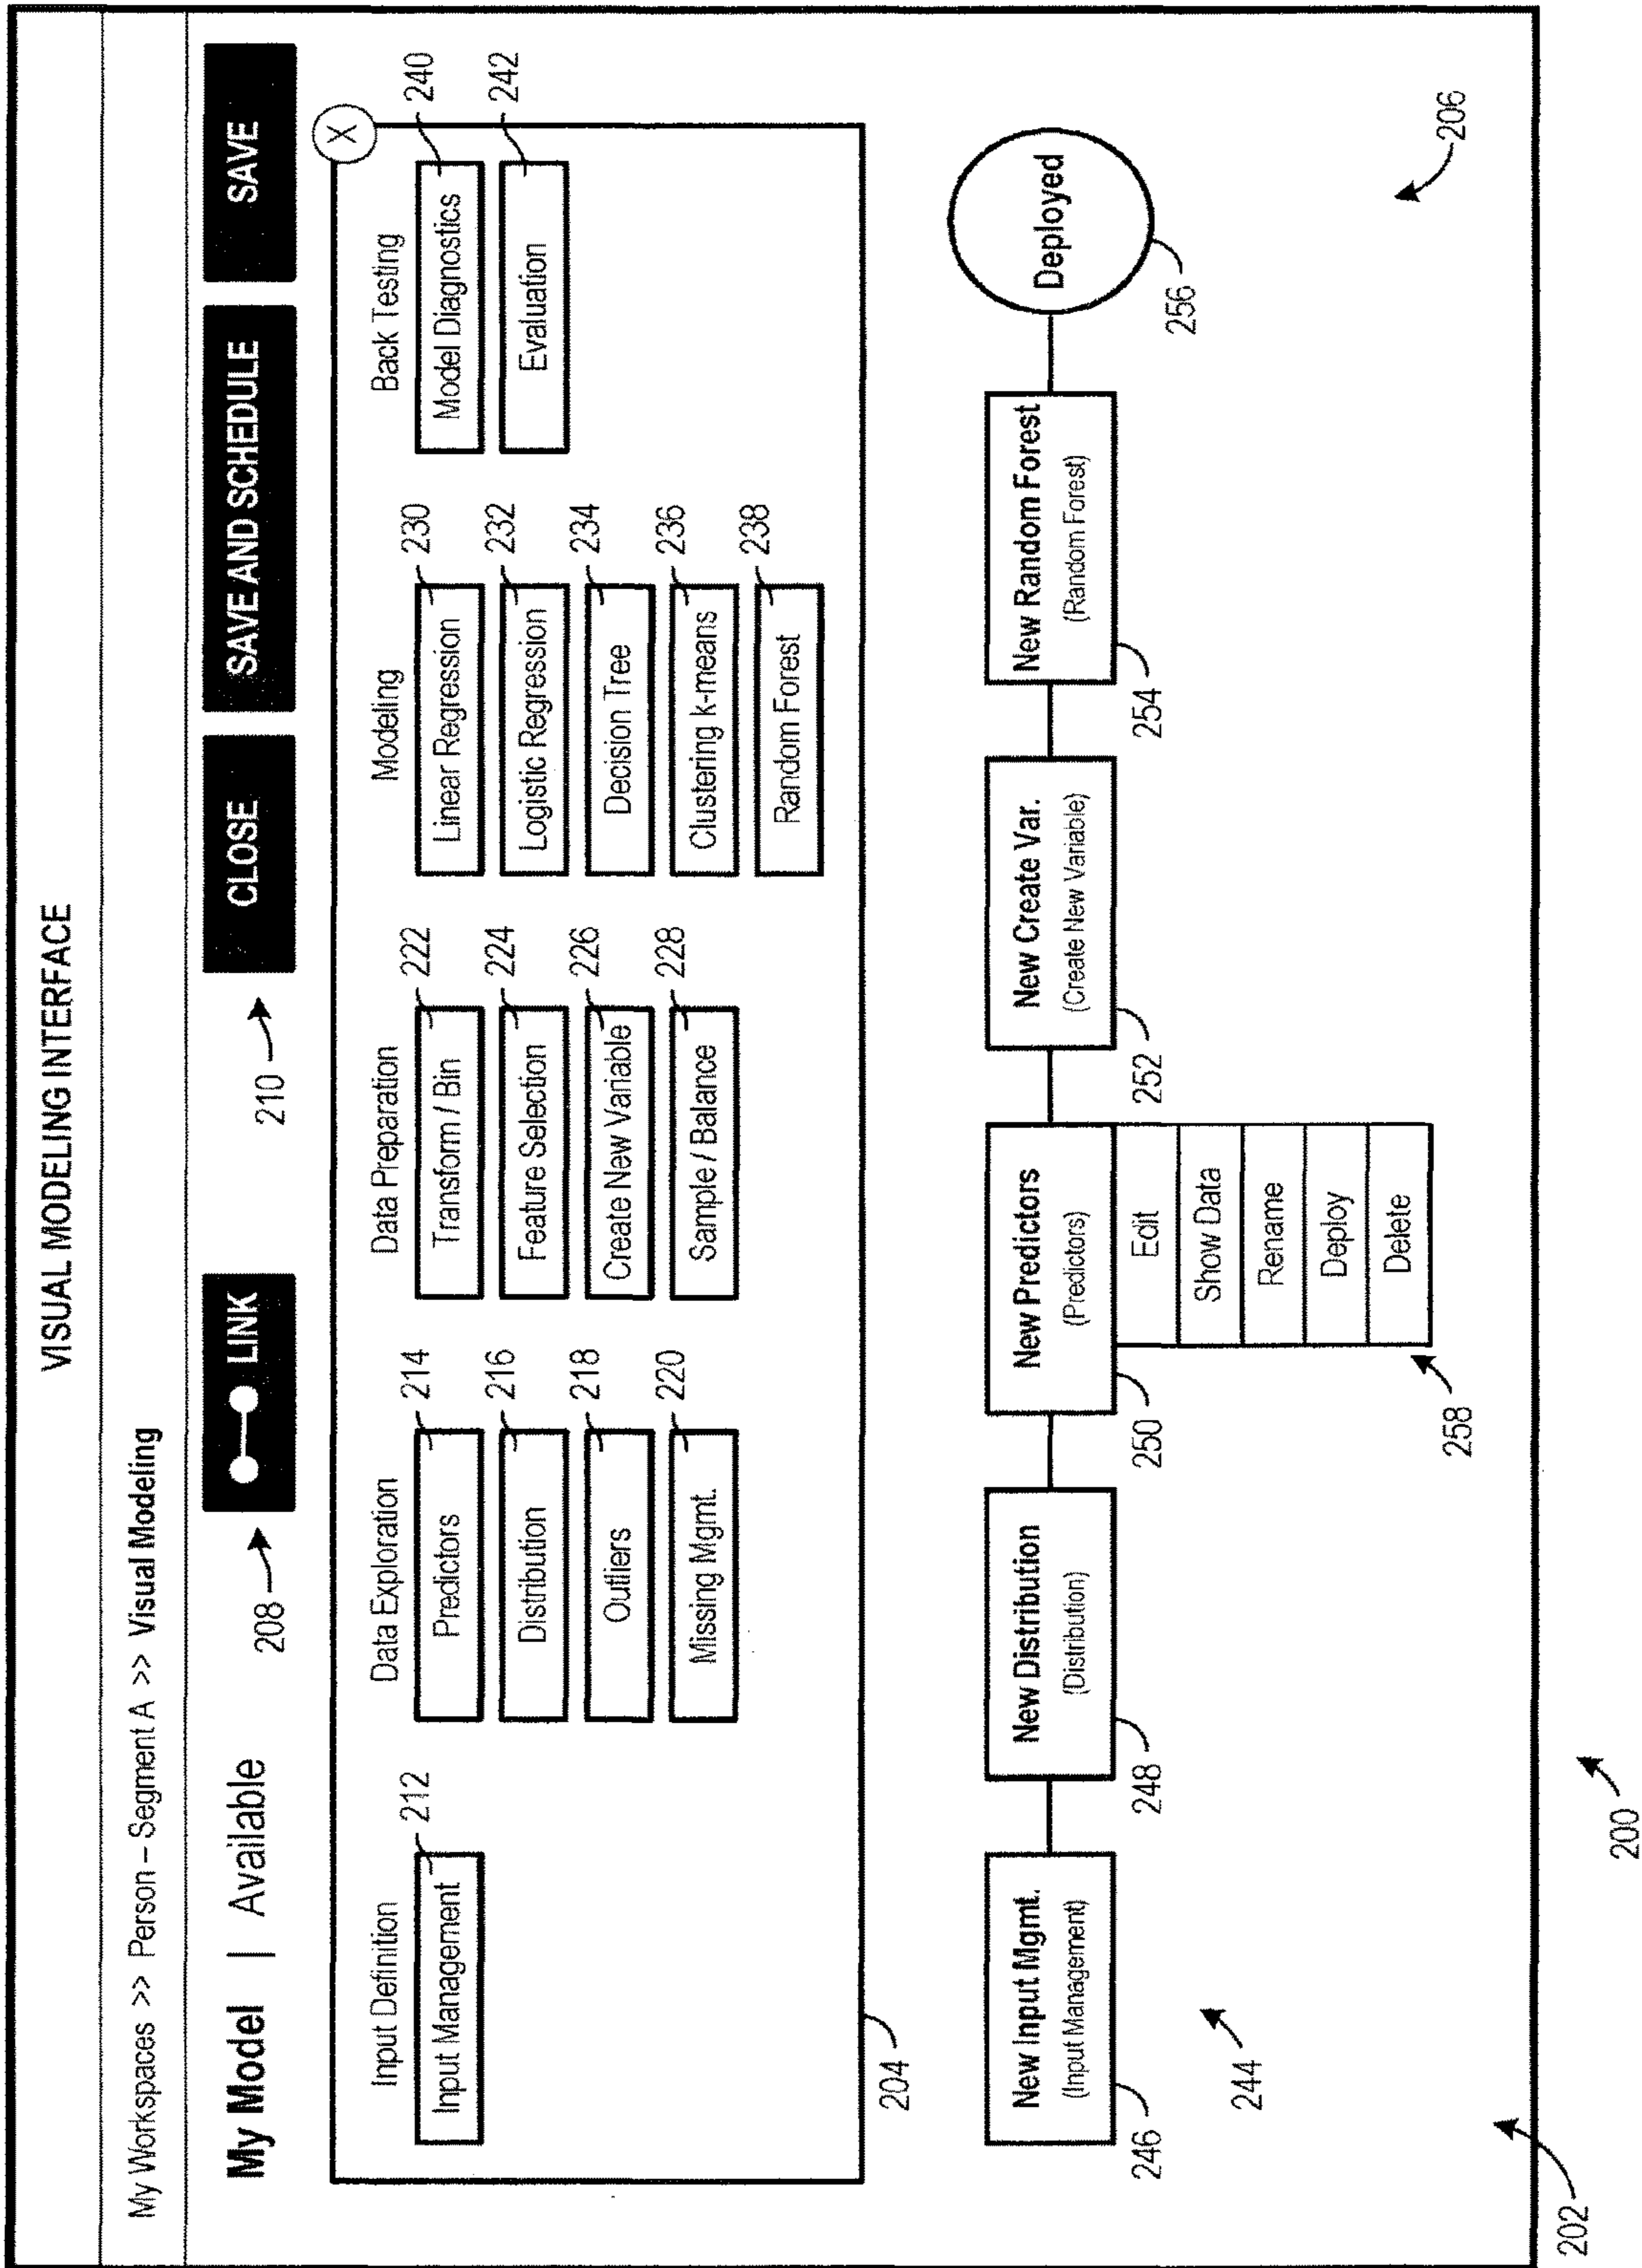 VISUAL MODELING INTERFACE
My Workspaces >> Person – Segment A >> Visual Modeling
My Model | Available
208
LINK
210
CLOSE
SAVE AND SCHEDULE
SAVE
X
Input Definition
212
Input Management
Data Exploration
214
Predictors
216
Distribution
218
Outliers
220
Missing Mgmt.
Data Preparation
222
Transform / Bin
224
Feature Selection
226
Create New Variable
228
Sample / Balance
Modeling
230
Linear Regression
232
Logistic Regression
234
Decision Tree
236
Clustering k-means
238
Random Forest
Back Testing
240
Model Diagnostics
242
Evaluation
204
New Input Mgmt.
(Input Management)
246
New Distribution
(Distribution)
248
New Predictors
(Predictors)
250
Edit
Show Data
Rename
Deploy
Delete
258
New Create Var.
(Create New Variable)
252
New Random Forest
(Random Forest)
254
Deployed
256
244
206
202
200